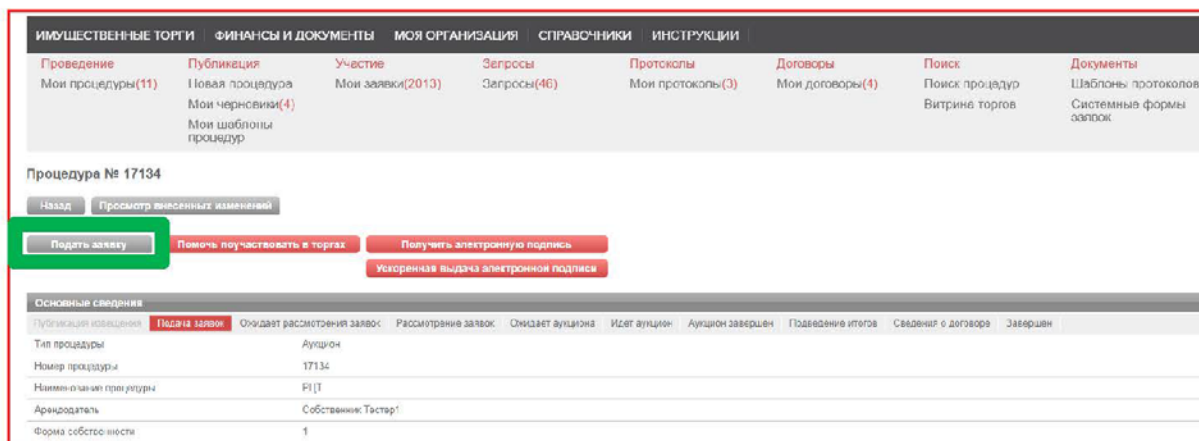 ИМУЩЕСТВЕННЫЕ ТОРГИ ФИНАНСЫ И ДОКУМЕНТЫ МОЯ ОРГАНИЗАЦИЯ СПРАВОЧНИКИ ИНСТРУКЦИИ
Проведение Публикация Участие Запросы Протоколы Договоры Поиск Документы
Мои процедуры(11) Новая процедура Мои заявки(2013) Запросы(46) Мои протоколы(3) Мои договоры(4) Поиск процедур Шаблоны протоколов
Мои черновики(4) Витрина торгов Системные формы заявок
Мои шаблоны процедур
Процедура № 17134
Назад Просмотр внесенных изменений
Подать заявку Помочь поучаствовать в торгах Получить электронную подпись
Ускоренная выдача электронной подписи
Основные сведения
Публикация извещения Подача заявок Ожидает рассмотрения заявок Рассмотрение заявок Ожидает аукциона Идет аукцион Аукцион завершен Подведение итогов Сведения о договоре Завершен
Тип процедуры Аукцион
Номер процедуры 17134
Наименование процедуры
Арендодатель Собственник Тестер1
Форма собственности 1